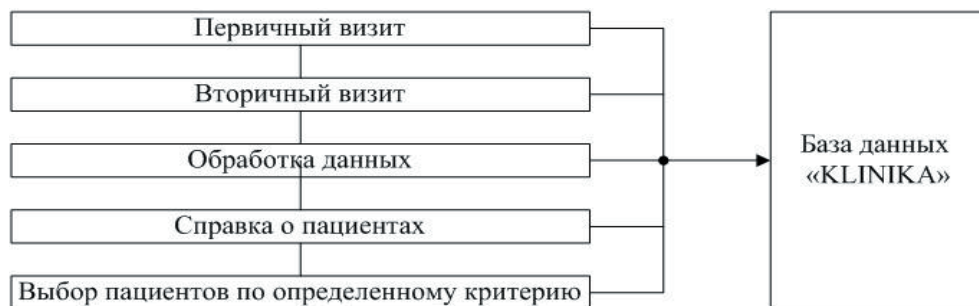 Первичный визит
Вторичный визит
Обработка данных
Справка о пациентах
Выбор пациентов по определенному критерию
База данных
«KLINIKA»